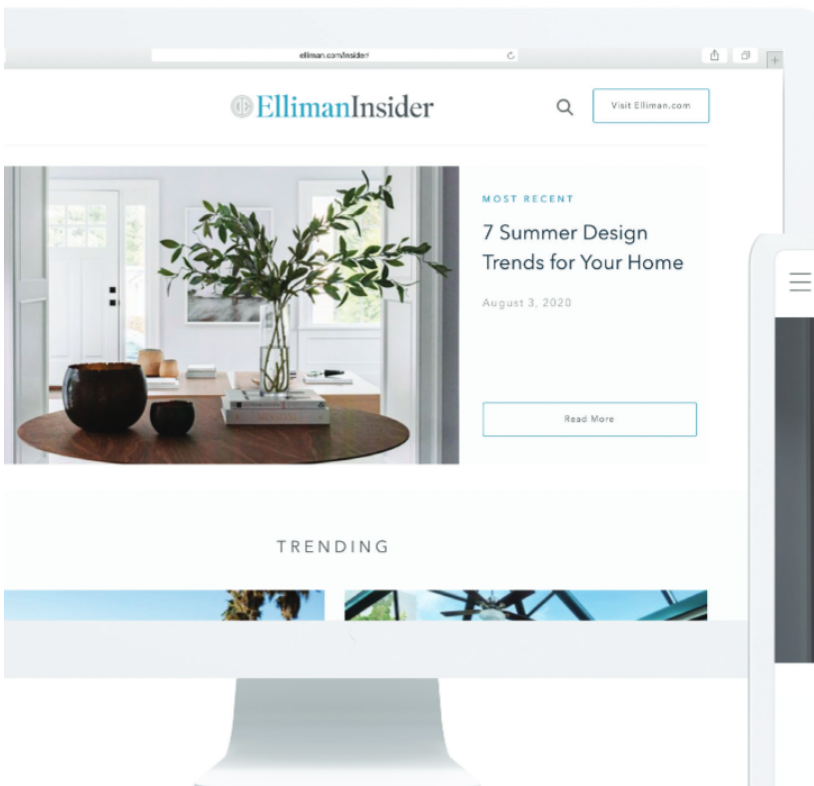 elliman.com/insider/
EllimanInsider
Visit Elliman.com
MOST RECENT
7 Summer Design
Trends for Your Home
August 3, 2020
Read More
TRENDING